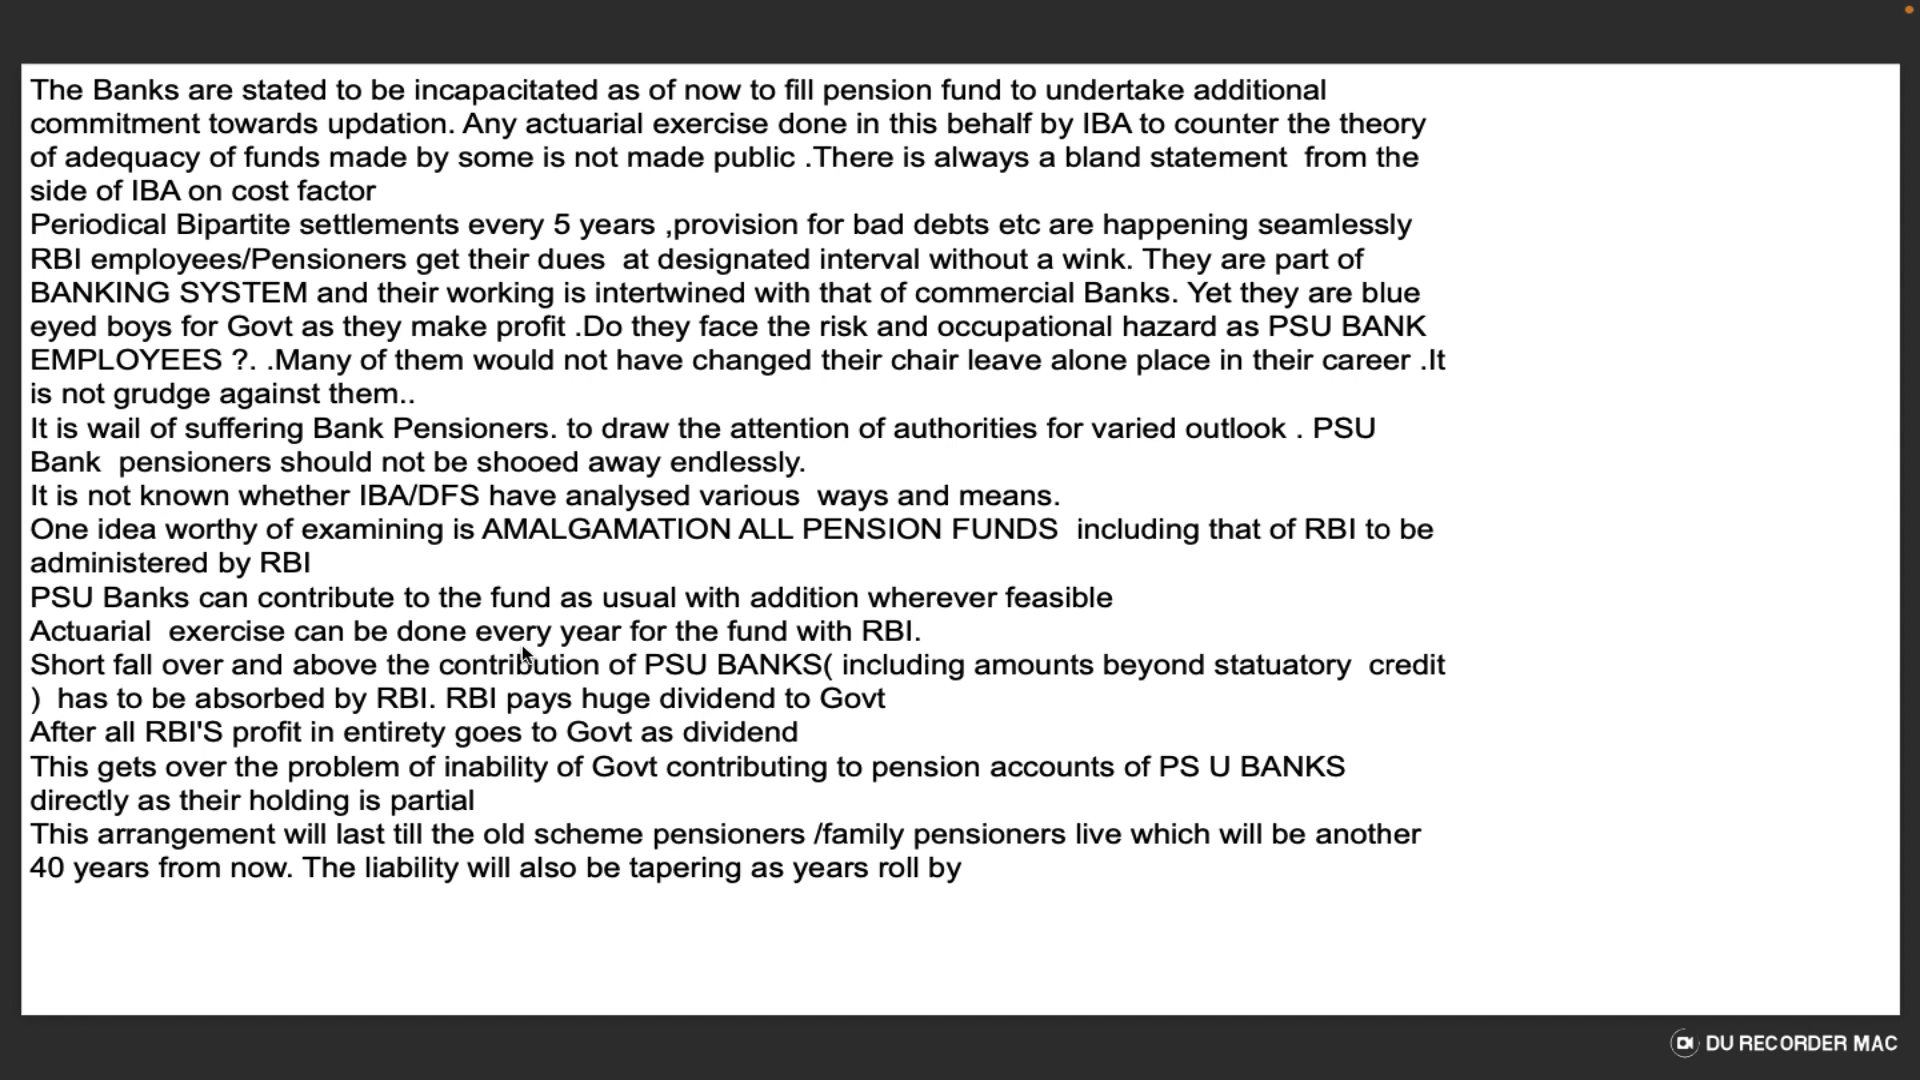 The Banks are stated to be incapacitated as of now to fill pension fund to undertake additional
commitment towards updation. Any actuarial exercise done in this behalf by IBA to counter the theory
of adequacy of funds made by some is not made public .There is always a bland statement  from the
side of IBA on cost factor
Periodical Bipartite settlements every 5 years ,provision for bad debts etc are happening seamlessly
RBI employees/Pensioners get their dues  at designated interval without a wink. They are part of
BANKING SYSTEM and their working is intertwined with that of commercial Banks. Yet they are blue
eyed boys for Govt as they make profit .Do they face the risk and occupational hazard as PSU BANK
EMPLOYEES ?. .Many of them would not have changed their chair leave alone place in their career .It
is not grudge against them..
It is wail of suffering Bank Pensioners. to draw the attention of authorities for varied outlook . PSU
Bank  pensioners should not be shooed away endlessly.
It is not known whether IBA/DFS have analysed various  ways and means.
One idea worthy of examining is AMALGAMATION ALL PENSION FUNDS  including that of RBI to be
administered by RBI
PSU Banks can contribute to the fund as usual with addition wherever feasible
Actuarial  exercise can be done every year for the fund with RBI.
Short fall over and above the contribution of PSU BANKS( including amounts beyond statuatory  credit
)  has to be absorbed by RBI. RBI pays huge dividend to Govt
After all RBI'S profit in entirety goes to Govt as dividend
This gets over the problem of inability of Govt contributing to pension accounts of PS U BANKS
directly as their holding is partial
This arrangement will last till the old scheme pensioners /family pensioners live which will be another
40 years from now. The liability will also be tapering as years roll by
DU RECORDER MAC